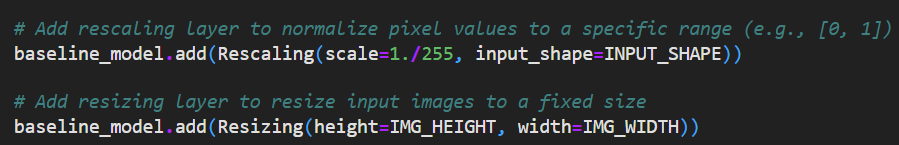 # Add rescaling layer to normalize pixel values to a specific range (e.g., [0, 1])
baseline_model.add(Rescaling(scale=1./255, input_shape=INPUT_SHAPE))
# Add resizing layer to resize input images to a fixed size
baseline_model.add(Resizing(height=IMG_HEIGHT, width=IMG_WIDTH))